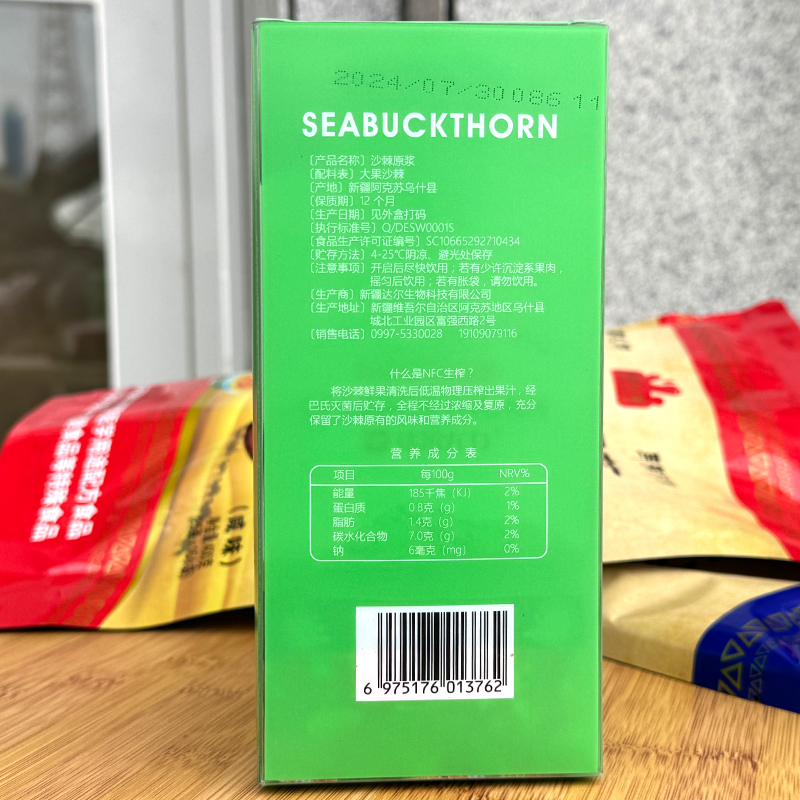 2024/07/30086 11
SEABUCKTHORN
〔产品名称〕沙棘原浆
〔配料表〕大果沙棘
〔产地〕新疆阿克苏乌什县
〔保质期〕12 个月
〔生产日期〕见外盒打码
〔执行标准号〕Q/DESW0001S
〔食品生产许可证编号〕SC10665292710434
〔贮存方法〕4-25℃阴凉、避光处保存
〔注意事项〕开启后尽快饮用；若有少许沉淀系果肉，
摇匀后饮用；若有胀袋，请勿饮用。
〔生产商〕新疆达尔生物科技有限公司
〔生产地址〕新疆维吾尔自治区阿克苏地区乌什县
城北工业园区富强西路2号
〔销售电话〕0997-5330028 19109079116
什么是NFC生榨？
将沙棘鲜果清洗后低温物理压榨出果汁，经
巴氏灭菌后贮存，全程不经过浓缩及复原，充分
保留了沙棘原有的风味和营养成分。
营养成分表
项目 每100g NRV%
能量 185千焦（KJ） 2%
蛋白质 0.8克（g） 1%
脂肪 1.4克（g） 2%
碳水化合物 7.0克（g） 2%
钠 6毫克（mg） 0%
6 975176 013762
（咸味）